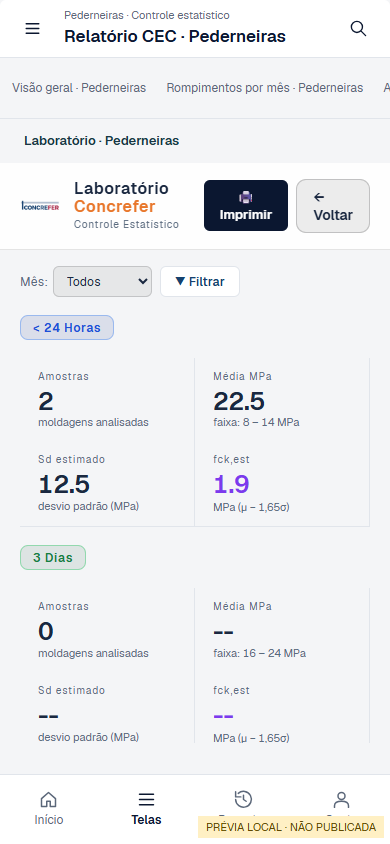 Pederneiras · Controle estatístico
Relatório CEC · Pederneiras
Visão geral · Pederneiras Rompimentos por mês · Pederneiras A
Laboratório · Pederneiras
CONCREFER
Laboratório
Concrefer
Controle Estatístico
Imprimir
← Voltar
Mês: Todos ▼ Filtrar
< 24 Horas
Amostras
2
moldagens analisadas
Média MPa
22.5
faixa: 8 – 14 MPa
Sd estimado
12.5
desvio padrão (MPa)
fck,est
1.9
MPa (μ − 1,65σ)
3 Dias
Amostras
0
moldagens analisadas
Média MPa
--
faixa: 16 – 24 MPa
Sd estimado
--
desvio padrão (MPa)
fck,est
--
MPa (μ − 1,65σ)
Início
Telas
PRÉVIA LOCAL · NÃO PUBLICADA